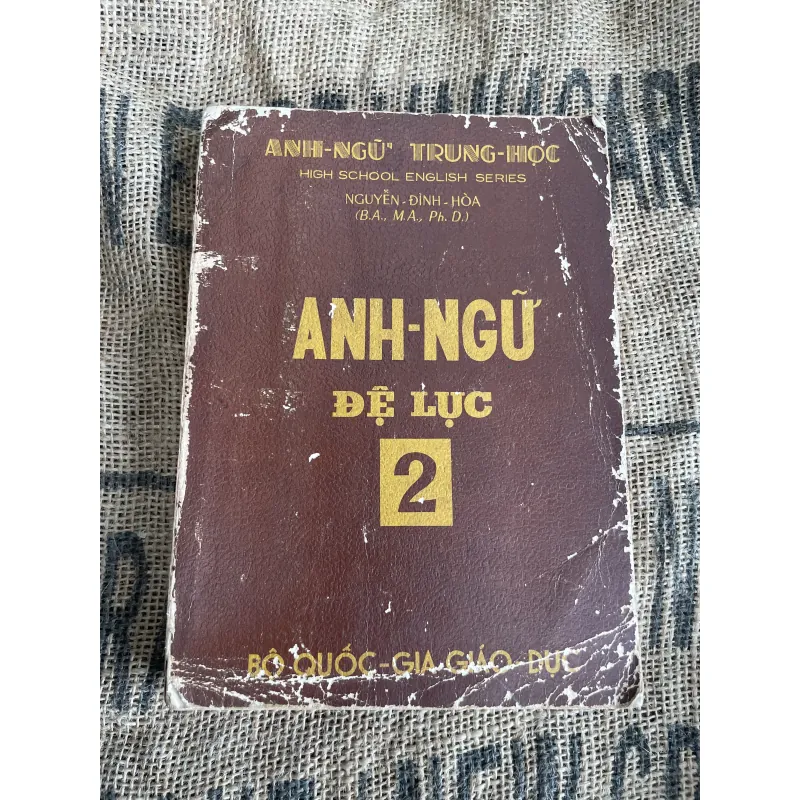 ANH-NGỮ TRUNG-HỌC
HIGH SCHOOL ENGLISH SERIES
NGUYỄN-ĐÌNH-HÒA
(B.A., M.A., Ph. D.)
ANH-NGỮ
ĐỆ LỤC
2
BỘ QUỐC-GIA GIÁO-DỤC